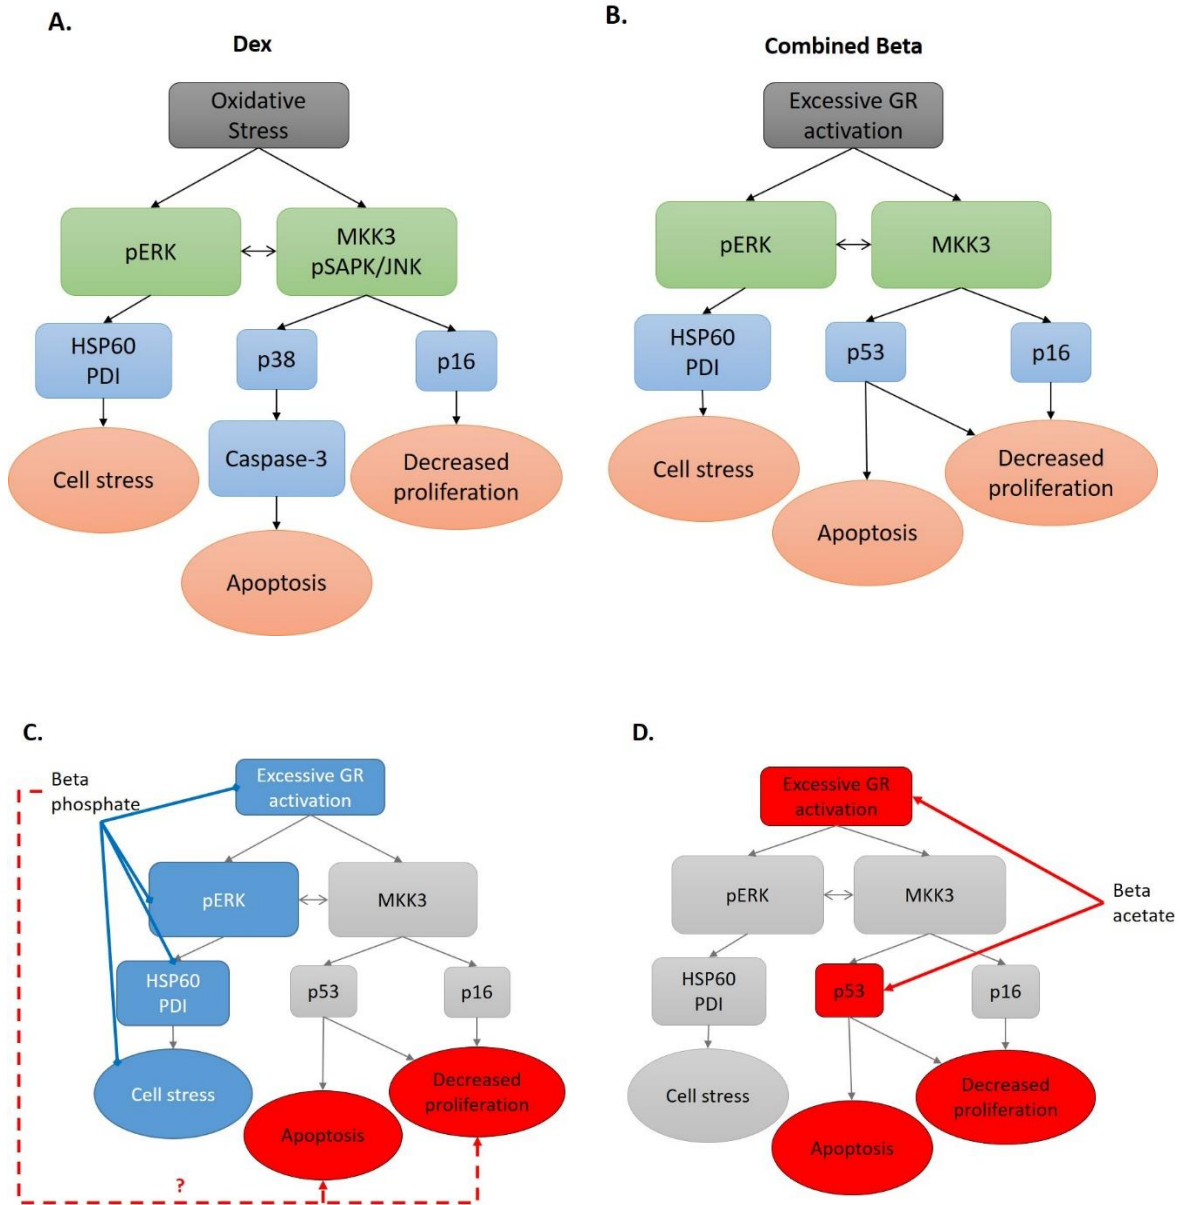 A.
Dex
Oxidative
Stress
pERK
MKK3
pSAPK/JNK
HSP60
PDI
p38
p16
Cell stress
Caspase-3
Decreased
proliferation
Apoptosis
B.
Combined Beta
Excessive GR
activation
pERK
MKK3
HSP60
PDI
p53
p16
Cell stress
Decreased
proliferation
Apoptosis
C.
Beta
phosphate
Excessive GR
activation
pERK
MKK3
HSP60
PDI
p53
p16
Cell stress
Decreased
proliferation
Apoptosis
?
D.
Excessive GR
activation
pERK
MKK3
Beta
acetate
HSP60
PDI
p53
p16
Cell stress
Decreased
proliferation
Apoptosis